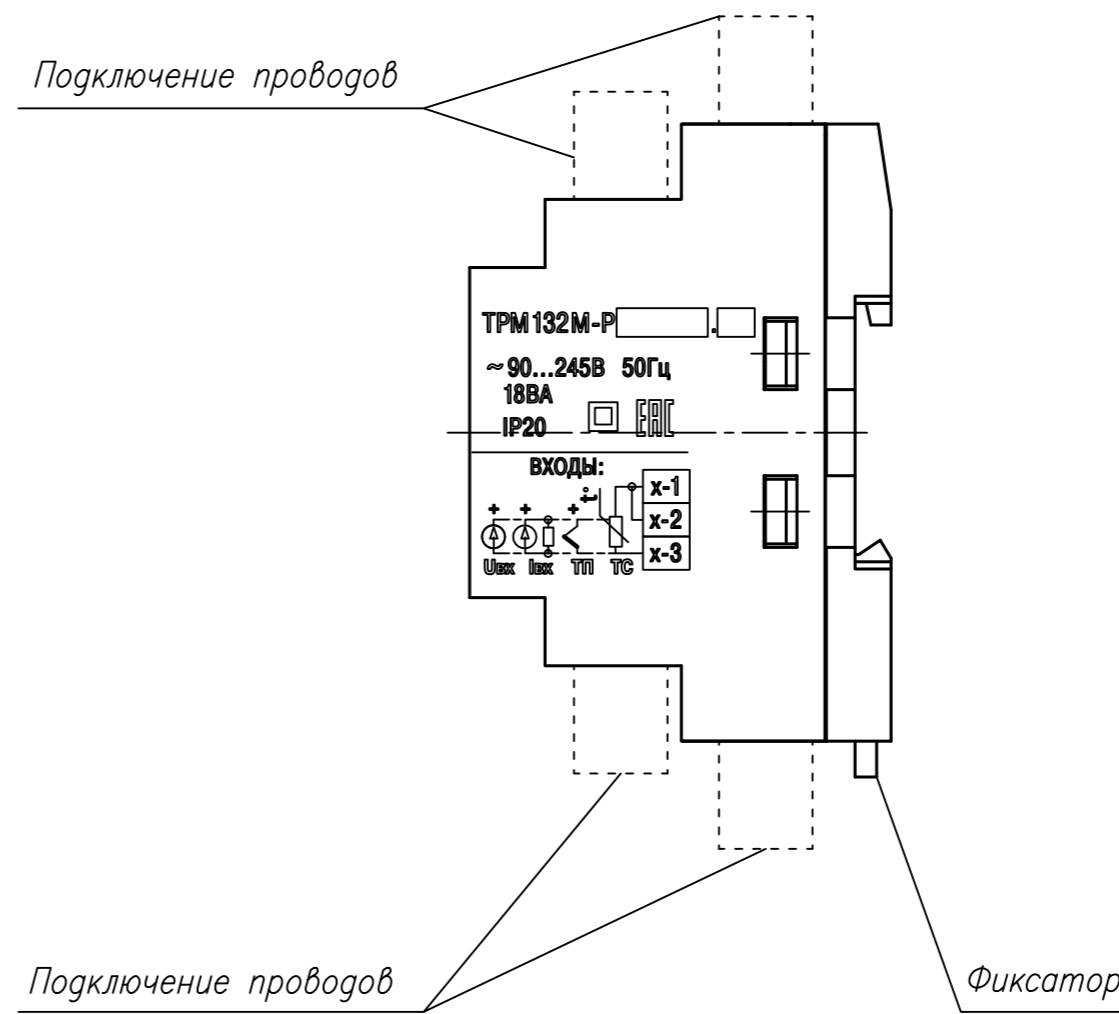 Подключение проводов
ТРМ132М-Р .
~90...245В 50Гц
18ВА
IP20 EAC
ВХОДЫ:
t° x-1
+ + + x-2
x-3
Uвх Iвх ТП ТС
Подключение проводов
Фиксатор